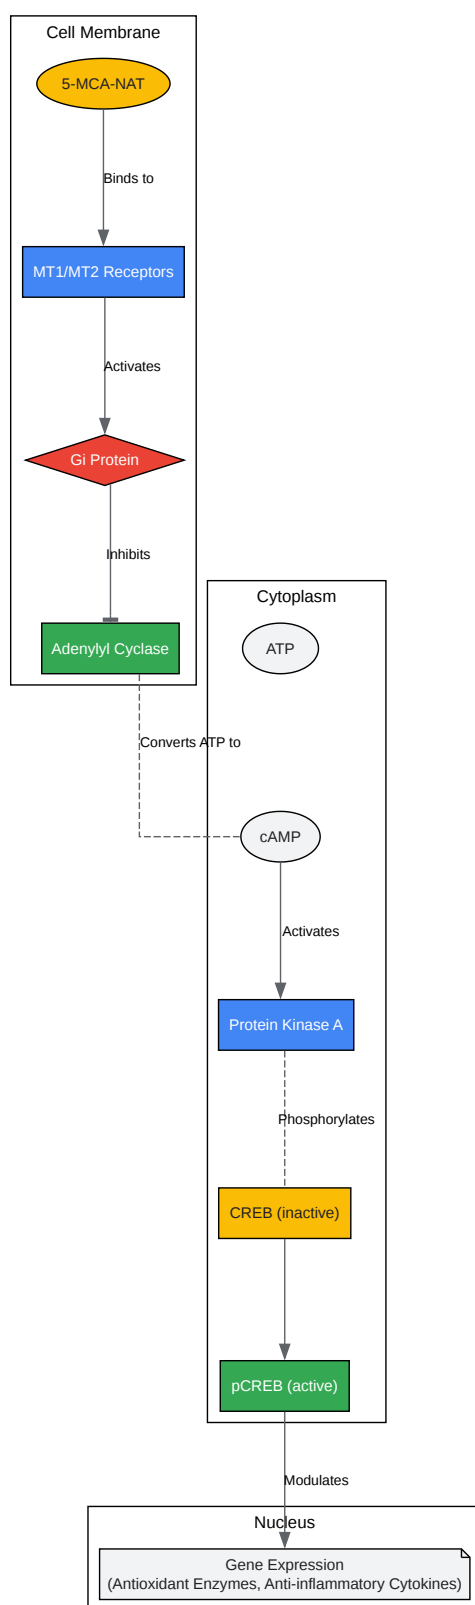 Cell Membrane
5-MCA-NAT
Binds to
MT1/MT2 Receptors
Activates
Gi Protein
Inhibits
Adenylyl Cyclase
Cytoplasm
ATP
Converts ATP to
cAMP
Activates
Protein Kinase A
Phosphorylates
CREB (inactive)
pCREB (active)
Modulates
Nucleus
Gene Expression
(Antioxidant Enzymes, Anti-inflammatory Cytokines)